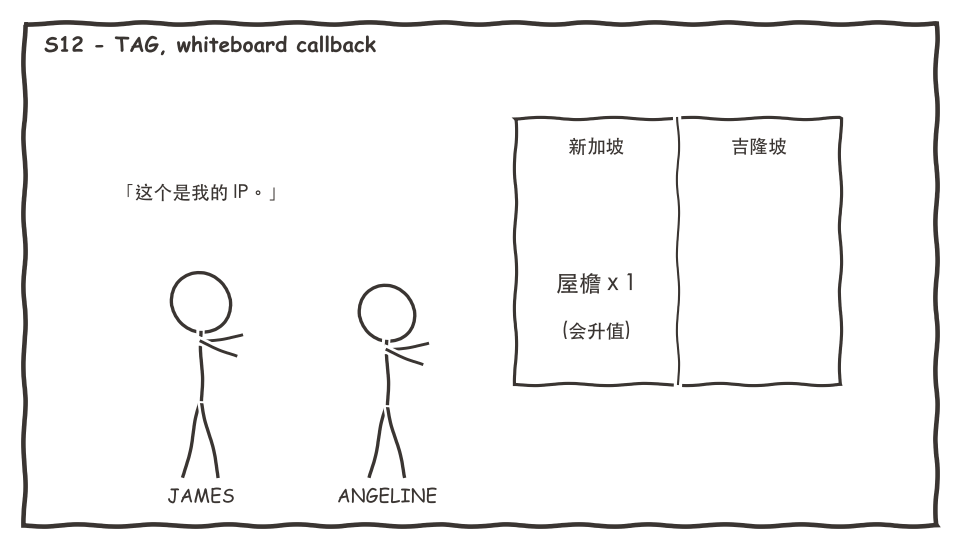 S12 - TAG, whiteboard callback
「这个是我的 IP。」
新加坡
吉隆坡
屋檐 x 1
(会升值)
JAMES
ANGELINE